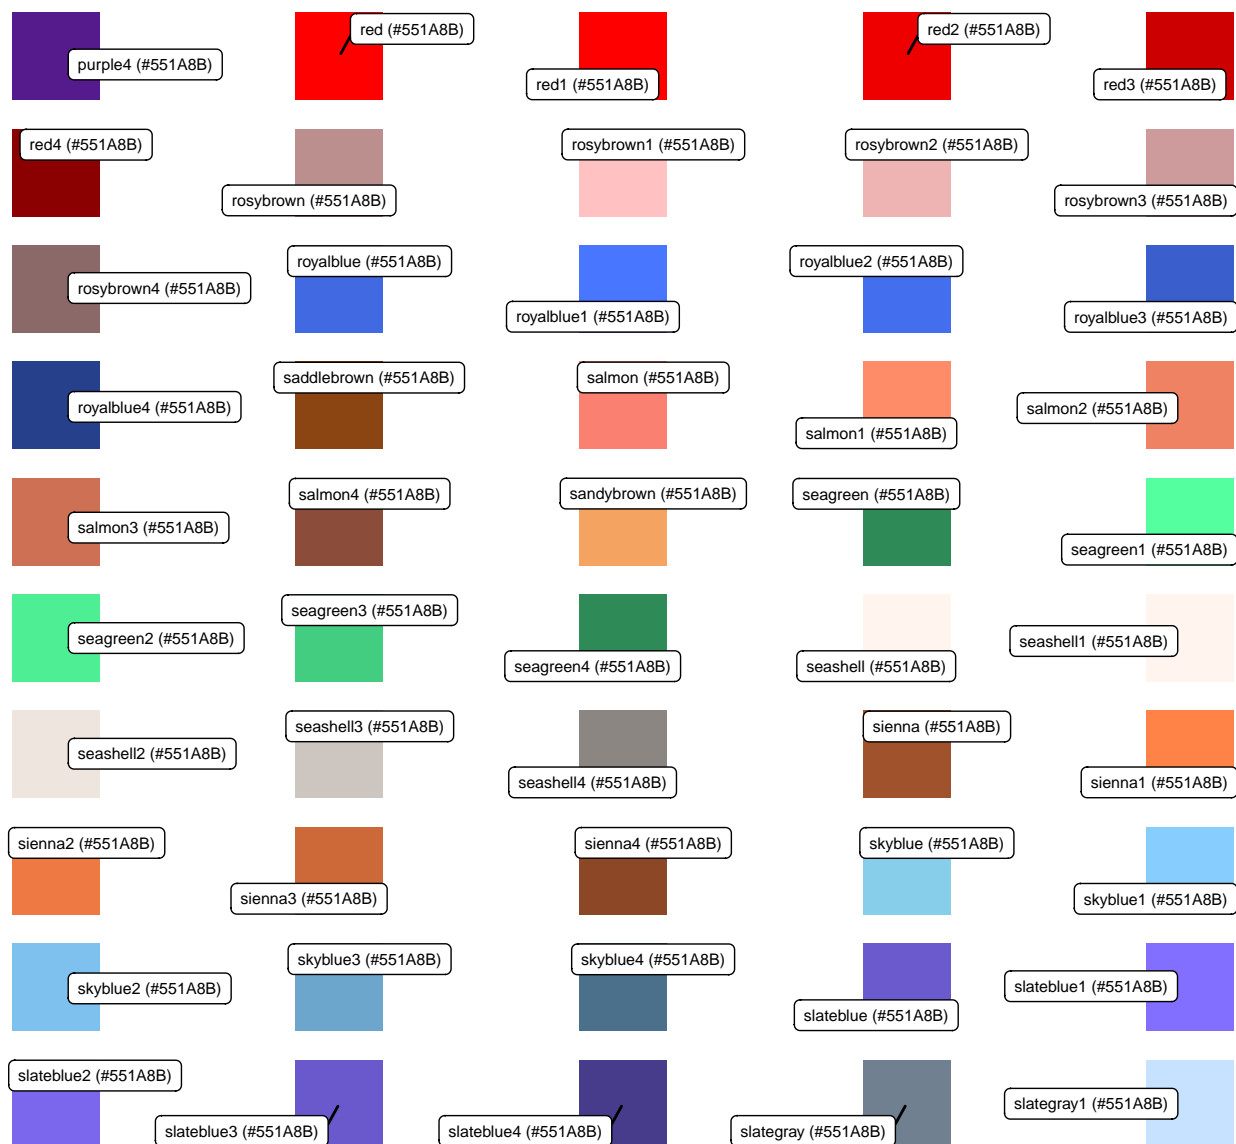 purple4 (#551A8B)
red (#551A8B)
red1 (#551A8B)
red2 (#551A8B)
red3 (#551A8B)
red4 (#551A8B)
rosybrown (#551A8B)
rosybrown1 (#551A8B)
rosybrown2 (#551A8B)
rosybrown3 (#551A8B)
rosybrown4 (#551A8B)
royalblue (#551A8B)
royalblue1 (#551A8B)
royalblue2 (#551A8B)
royalblue3 (#551A8B)
royalblue4 (#551A8B)
saddlebrown (#551A8B)
salmon (#551A8B)
salmon1 (#551A8B)
salmon2 (#551A8B)
salmon3 (#551A8B)
salmon4 (#551A8B)
sandybrown (#551A8B)
seagreen (#551A8B)
seagreen1 (#551A8B)
seagreen2 (#551A8B)
seagreen3 (#551A8B)
seagreen4 (#551A8B)
seashell (#551A8B)
seashell1 (#551A8B)
seashell2 (#551A8B)
seashell3 (#551A8B)
seashell4 (#551A8B)
sienna (#551A8B)
sienna1 (#551A8B)
sienna2 (#551A8B)
sienna3 (#551A8B)
sienna4 (#551A8B)
skyblue (#551A8B)
skyblue1 (#551A8B)
skyblue2 (#551A8B)
skyblue3 (#551A8B)
skyblue4 (#551A8B)
slateblue (#551A8B)
slateblue1 (#551A8B)
slateblue2 (#551A8B)
slateblue3 (#551A8B)
slateblue4 (#551A8B)
slategray (#551A8B)
slategray1 (#551A8B)